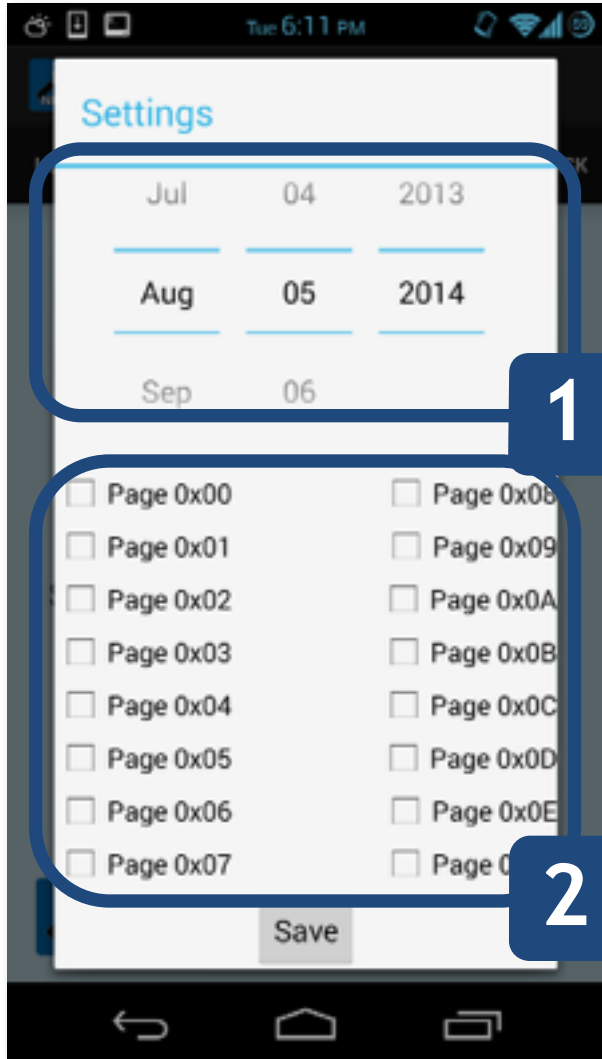 Tue 6:11 PM
Settings
Jul 04 2013
Aug 05 2014
Sep 06
1
Page 0x00 Page 0x08
Page 0x01 Page 0x09
Page 0x02 Page 0x0A
Page 0x03 Page 0x0B
Page 0x04 Page 0x0C
Page 0x05 Page 0x0D
Page 0x06 Page 0x0E
Page 0x07 Page
2
Save